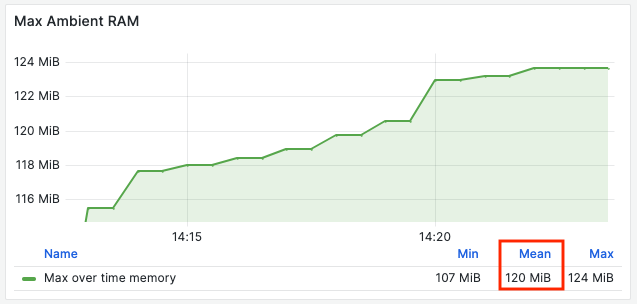 Max Ambient RAM
124 MiB
122 MiB
120 MiB
118 MiB
116 MiB
14:15 14:20
Name Min Mean Max
Max over time memory 107 MiB 120 MiB 124 MiB